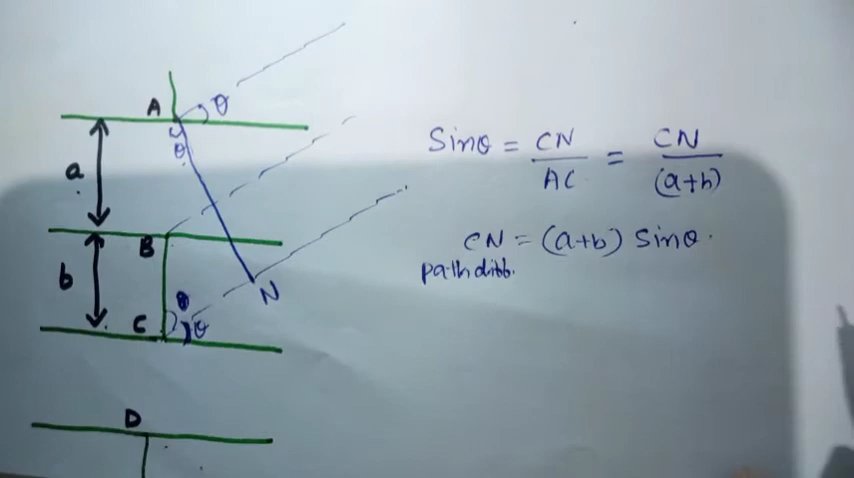 A θ
θ
a
B
b
N
C θ
D
Sinθ = CN/AC = CN/(a+b)
CN = (a+b) Sinθ.
path diff.